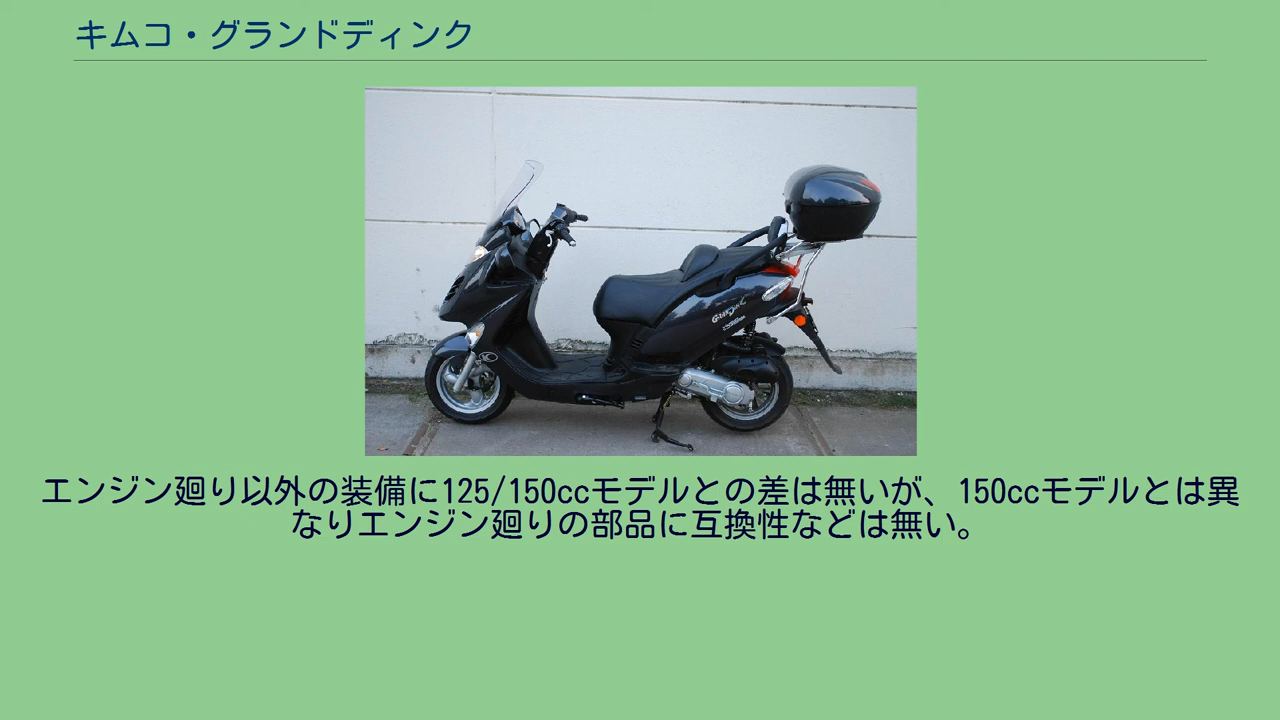 キムコ・グランドディンク
エンジン廻り以外の装備に125/150ccモデルとの差は無いが、150ccモデルとは異
なりエンジン廻りの部品に互換性などは無い。